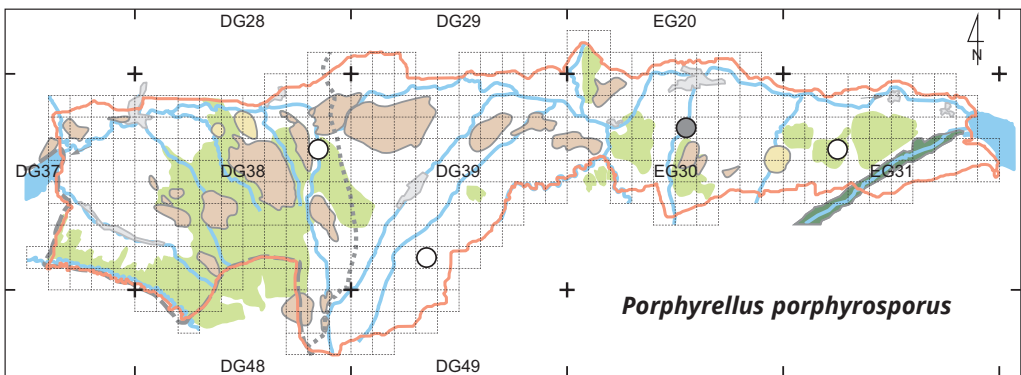 DG28 DG29 EG20
N
DG37 DG38 DG39 EG30 EG31
Porphyrellus porphyrosporus
DG48 DG49